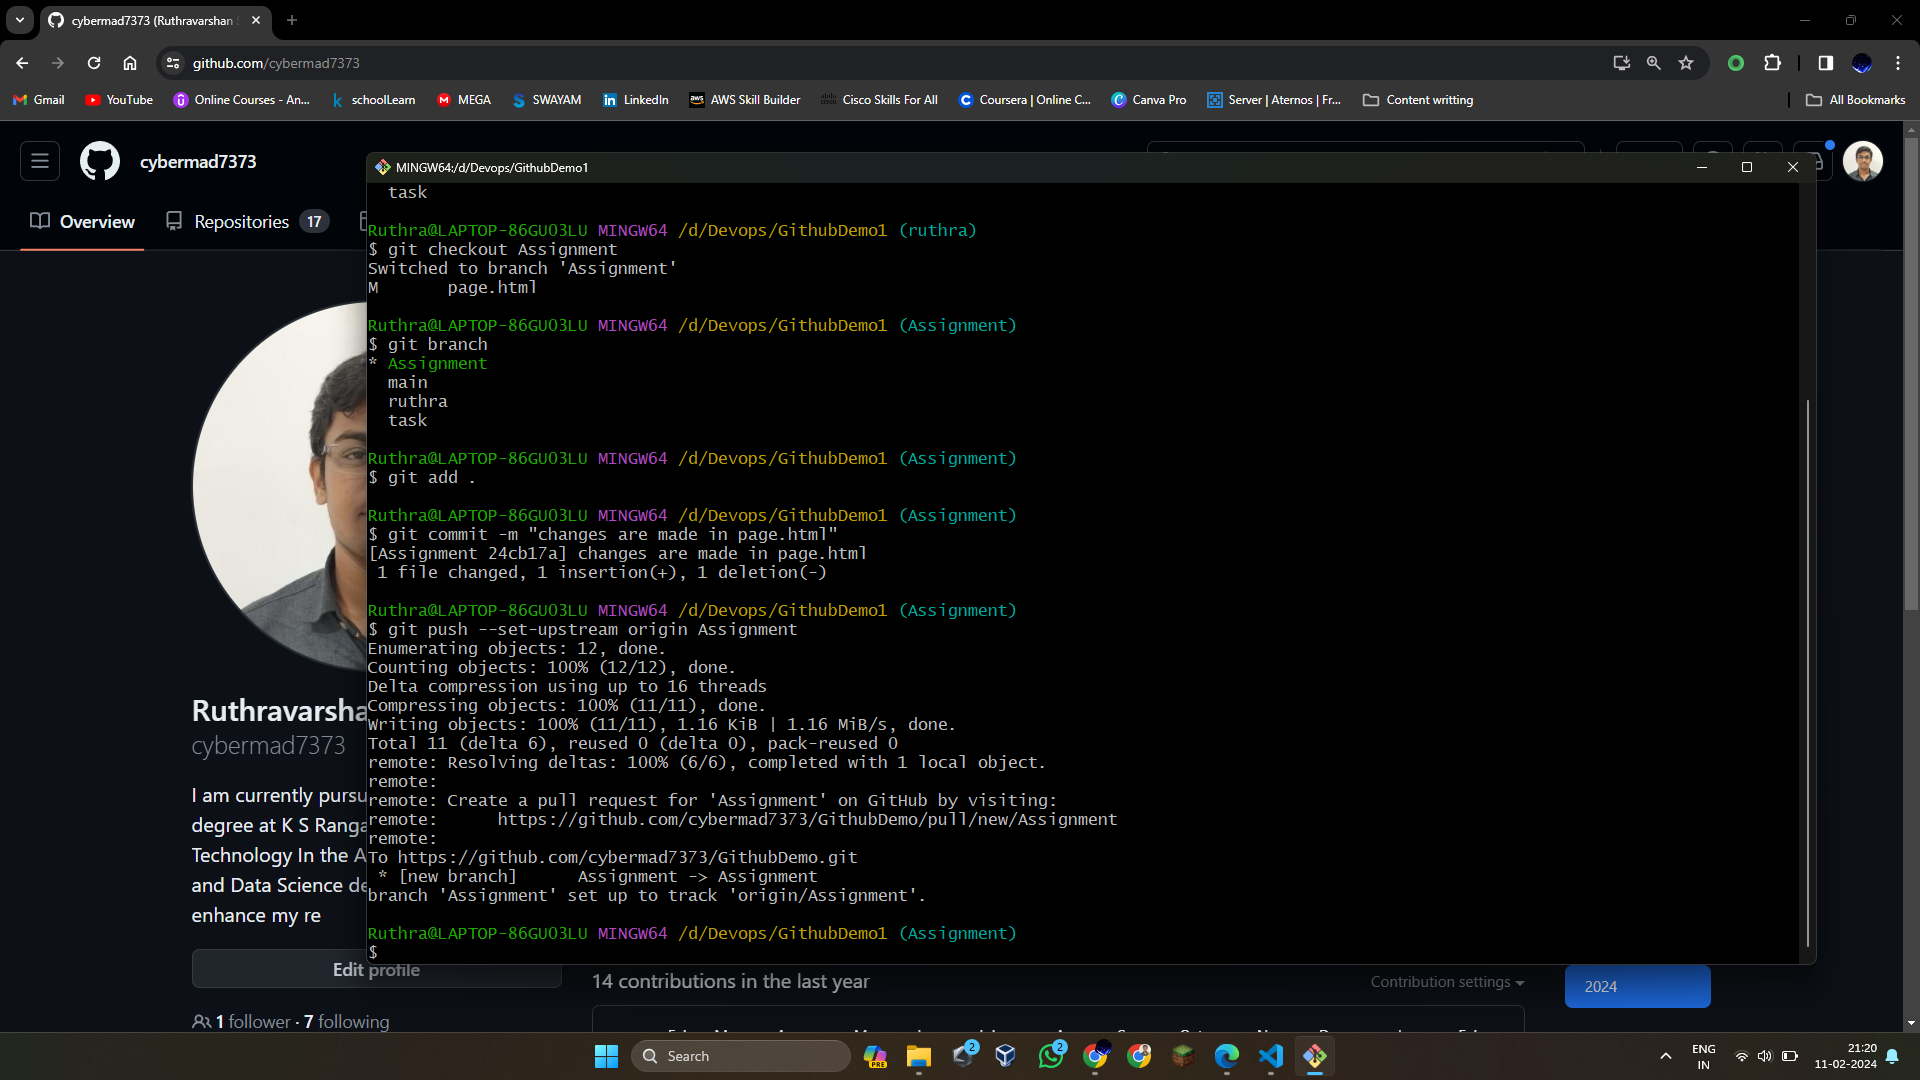 cybermad7373 (Ruthravarshan
github.com/cybermad7373
Gmail
YouTube
Online Courses - An...
schoolLearn
MEGA
SWAYAM
LinkedIn
AWS Skill Builder
Cisco Skills For All
Coursera | Online C...
Canva Pro
Server | Aternos | Fr...
Content writting
All Bookmarks
cybermad7373
Overview
Repositories 17
MINGW64:/d/Devops/GithubDemo1
task
Ruthra@LAPTOP-86GUO3LU MINGW64 /d/Devops/GithubDemo1 (ruthra)
$ git checkout Assignment
Switched to branch 'Assignment'
M       page.html
Ruthra@LAPTOP-86GUO3LU MINGW64 /d/Devops/GithubDemo1 (Assignment)
$ git branch
* Assignment
main
ruthra
task
Ruthra@LAPTOP-86GUO3LU MINGW64 /d/Devops/GithubDemo1 (Assignment)
$ git add .
Ruthra@LAPTOP-86GUO3LU MINGW64 /d/Devops/GithubDemo1 (Assignment)
$ git commit -m "changes are made in page.html"
[Assignment 24cb17a] changes are made in page.html
1 file changed, 1 insertion(+), 1 deletion(-)
Ruthra@LAPTOP-86GUO3LU MINGW64 /d/Devops/GithubDemo1 (Assignment)
$ git push --set-upstream origin Assignment
Enumerating objects: 12, done.
Counting objects: 100% (12/12), done.
Delta compression using up to 16 threads
Compressing objects: 100% (11/11), done.
Writing objects: 100% (11/11), 1.16 KiB | 1.16 MiB/s, done.
Total 11 (delta 6), reused 0 (delta 0), pack-reused 0
remote: Resolving deltas: 100% (6/6), completed with 1 local object.
remote:
remote: Create a pull request for 'Assignment' on GitHub by visiting:
remote:      https://github.com/cybermad7373/GithubDemo/pull/new/Assignment
remote:
To https://github.com/cybermad7373/GithubDemo.git
* [new branch]      Assignment -> Assignment
branch 'Assignment' set up to track 'origin/Assignment'.
Ruthra@LAPTOP-86GUO3LU MINGW64 /d/Devops/GithubDemo1 (Assignment)
$
Ruthravarsha
cybermad7373
I am currently pursu
degree at K S Ranga
Technology In the A
and Data Science de
enhance my re
Edit profile
1 follower · 7 following
14 contributions in the last year
Contribution settings
2024
Search
PRE
2
2
ENG
IN
21:20
11-02-2024